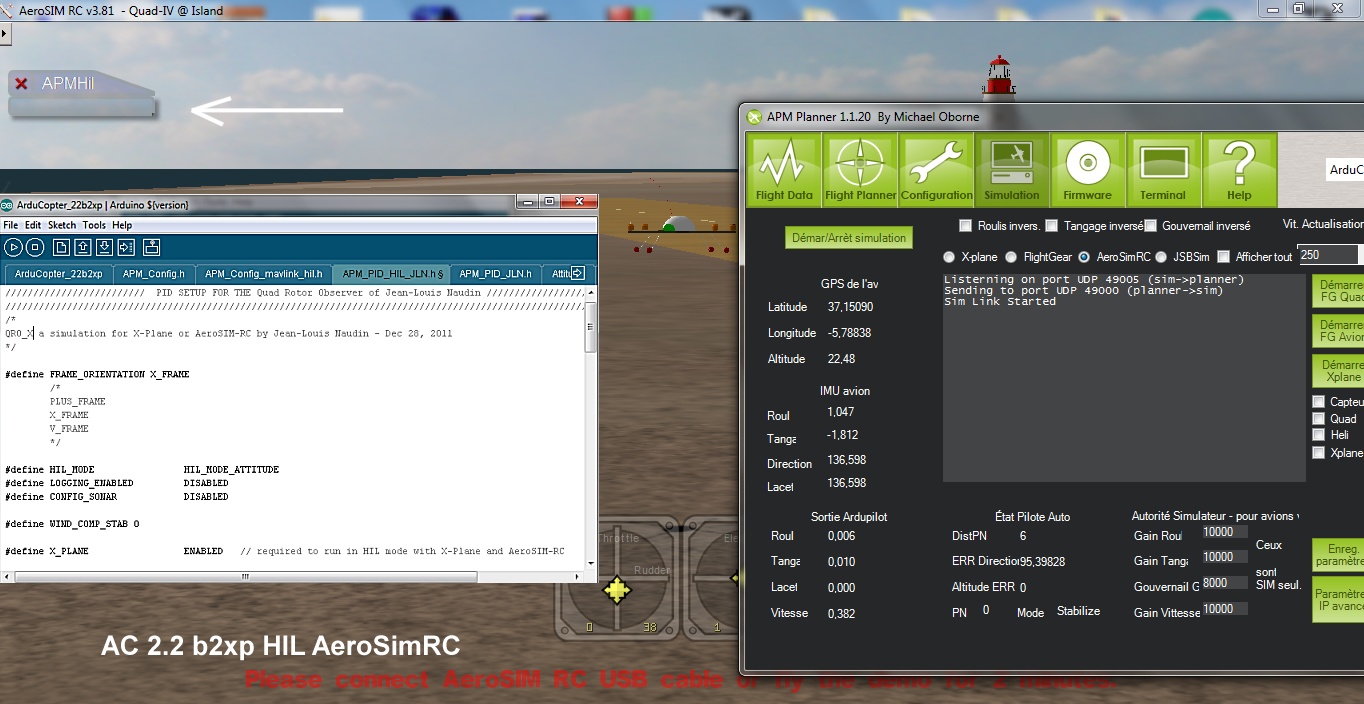 AeroSIM RC v3.81 - Quad-IV @ Island
APMHil
ArduCopter_22b2xp | Arduino ${version}
File Edit Sketch Tools Help
ArduCopter_22b2xp APM_Config.h APM_Config_mavlink_hil.h APM_PID_HIL_JLN.h § APM_PID_JLN.h Attitu
///////////////////////// PID SETUP FOR THE Quad Rotor Observer of Jean-Louis Naudin //////////////////
/*
QRO_X a simulation for X-Plane or AeroSIM-RC by Jean-Louis Naudin - Dec 28, 2011
*/
#define FRAME_ORIENTATION X_FRAME
/*
PLUS_FRAME
X_FRAME
V_FRAME
*/
#define HIL_MODE HIL_MODE_ATTITUDE
#define LOGGING_ENABLED DISABLED
#define CONFIG_SONAR DISABLED
#define WIND_COMP_STAB 0
#define X_PLANE ENABLED // required to run in HIL mode with X-Plane and AeroSIM-RC
Throttle
Ele
Rudder
0 38 1
AC 2.2 b2xp HIL AeroSimRC
Please connect AeroSIM RC USB cable or fly the demo for 2 minutes.
APM Planner 1.1.20 By Michael Oborne
Flight Data Flight Planner Configuration Simulation Firmware Terminal Help
ArduC
Démar/Arrèt simulation
Roulis invers. Tangage inversé Gouvernail inversé Vit. Actualisation
X-plane FlightGear AeroSimRC JSBSim Afficher tout 250
GPS de l'av
Latitude 37,15090
Longitude -5,78838
Altitude 22,48
IMU avion
Roul 1,047
Tanga -1,812
Direction 136,598
Lacet 136,598
Listening on port UDP 49005 (sim->planner)
Sending to port UDP 49000 (planner->sim)
Sim Link Started
Démarre
FG Quad
Démarre
FG Avion
Démarre
Xplane
Capteu
Quad
Heli
Xplane
Sortie Ardupilot
Roul 0,006
Tanga 0,010
Lacet 0,000
Vitesse 0,382
État Pilote Auto
DistPN 6
ERR Direction 95,39828
Altitude ERR 0
PN 0 Mode Stabilize
Autorité Simulateur - pour avions
Gain Roul 10000
Gain Tanga 10000
Gouvernail G 8000
Gain Vittesse 10000
Ceux
sont
SIM seul.
Enreg.
paramètre
Paramètre
IP avancé